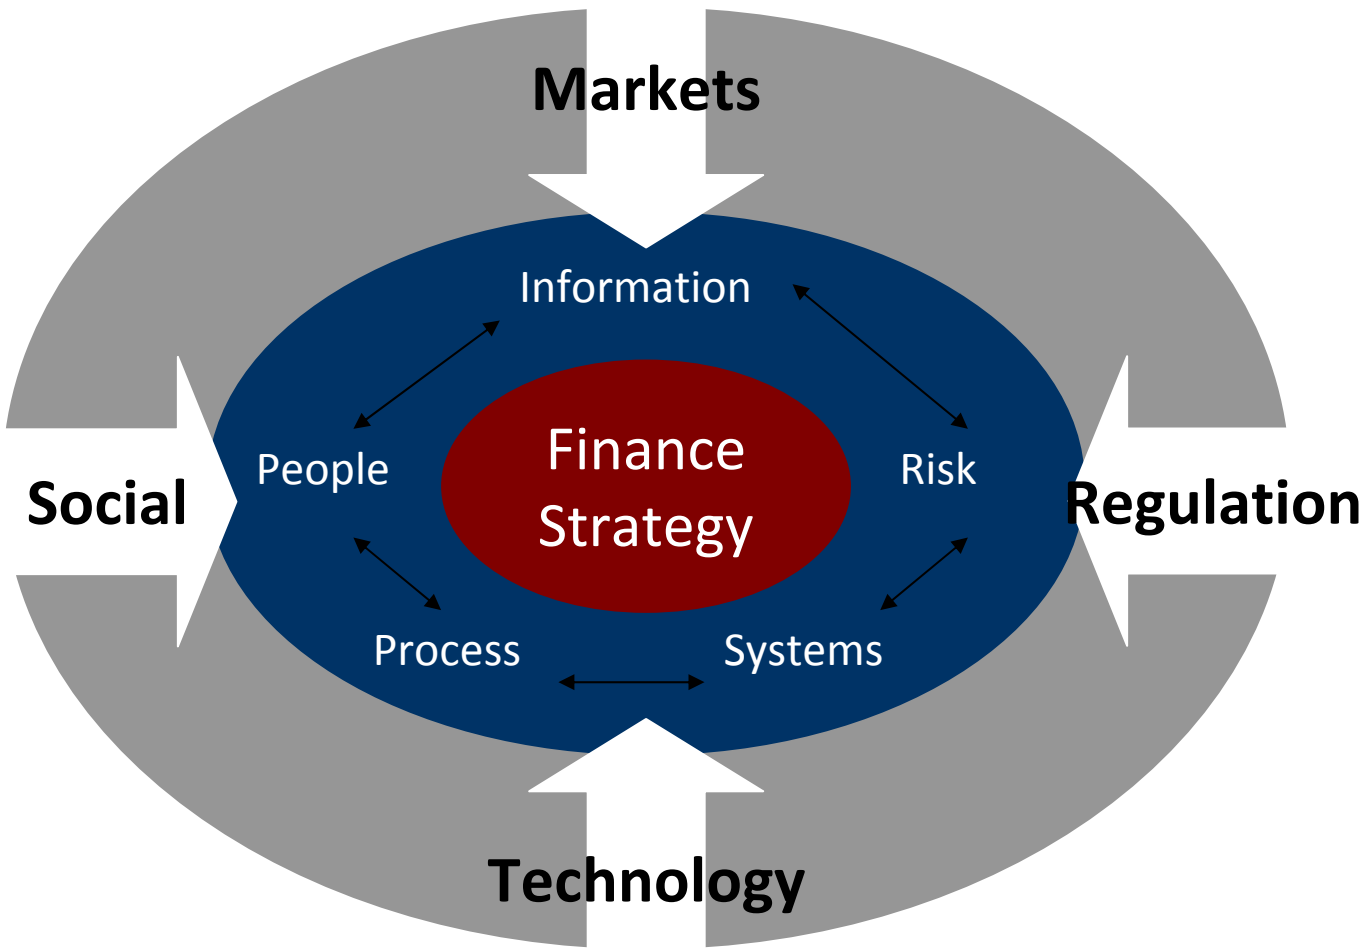 Markets
Information
People
Finance
Strategy
Risk
Social
Regulation
Process
Systems
Technology